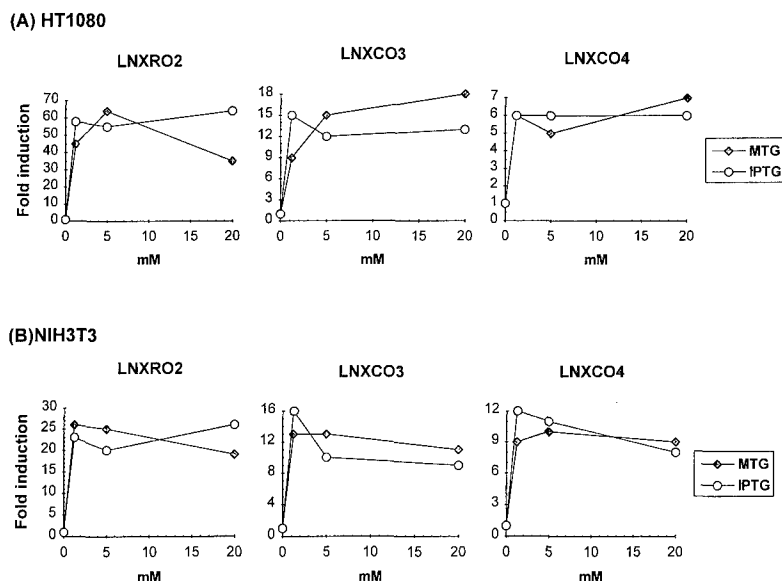 (A) HT1080
LNXRO2
LNXCO3
LNXCO4
Fold induction
70
60
50
40
30
20
10
0
0 5 10 15 20
mM
18
15
12
9
6
3
0
0 5 10 15 20
mM
7
6
5
4
3
2
1
0
0 5 10 15 20
mM
MTG
IPTG
(B)NIH3T3
LNXRO2
LNXCO3
LNXCO4
Fold induction
30
25
20
15
10
5
0
0 5 10 15 20
mM
16
12
8
4
0
0 5 10 15 20
mM
12
9
6
3
0
0 5 10 15 20
mM
MTG
IPTG